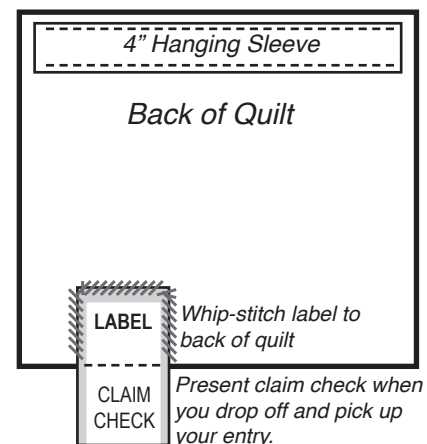 4” Hanging Sleeve
Back of Quilt
LABEL
Whip-stitch label to
back of quilt
CLAIM
CHECK
Present claim check when
you drop off and pick up
your entry.